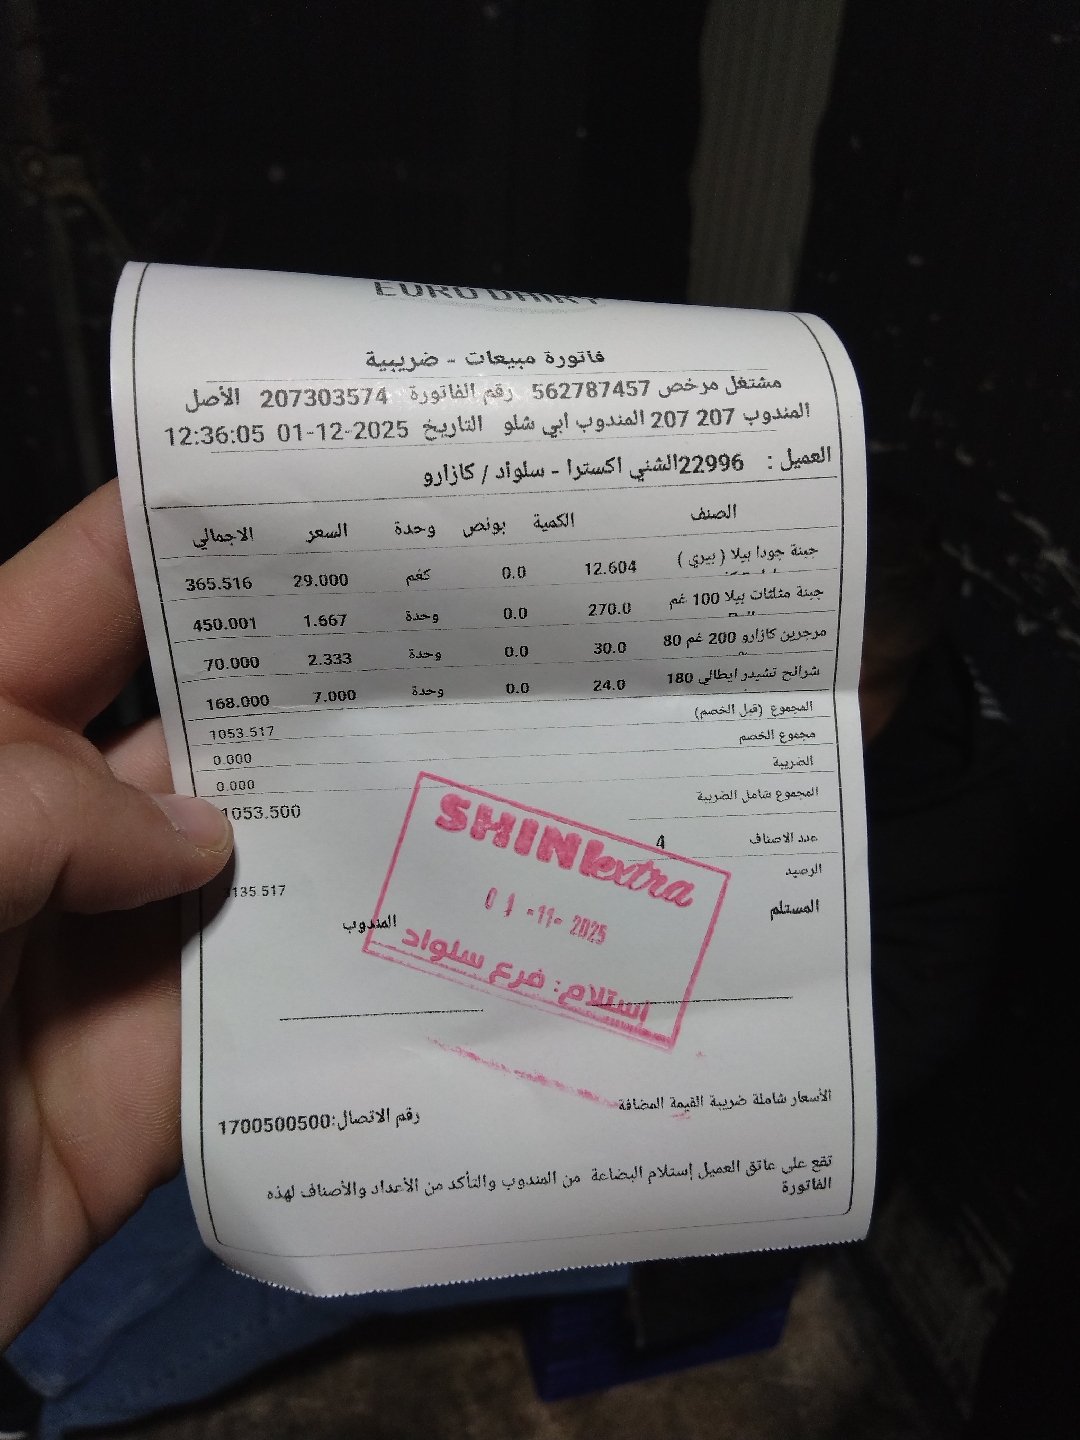 EURO DAIRY
فاتورة مبيعات - ضريبية
مشتغل مرخص 562787457 رقم الفاتورة 207303574 الأصل
المندوب 207 207 المندوب ابي شلو التاريخ 01-12-2025 12:36:05
العميل : 22996الشني اكسترا - سلواد / كازارو
الصنف الكمية بونص وحدة السعر الاجمالي
جبنة جودا بيلا ( بيري ) 12.604 0.0 كغم 29.000 365.516
جبنة مثلثات بيلا 100 غم 270.0 0.0 وحدة 1.667 450.001
مرجرين كازارو 200 غم 80 30.0 0.0 وحدة 2.333 70.000
شرائح تشيدر ايطالي 180 24.0 0.0 وحدة 7.000 168.000
المجموع (قبل الخصم) 1053.517
مجموع الخصم 0.000
الضريبة 0.000
المجموع شامل الضريبة 1053.500
عدد الاصناف 4
الرصيد 135.517
المستلم المندوب
SHINI extra
01-11-2025
استلام: فرع سلواد
الأسعار شاملة ضريبة القيمة المضافة
رقم الاتصال:1700500500
تقع على عاتق العميل إستلام البضاعة من المندوب والتأكد من الأعداد والأصناف لهذه
الفاتورة